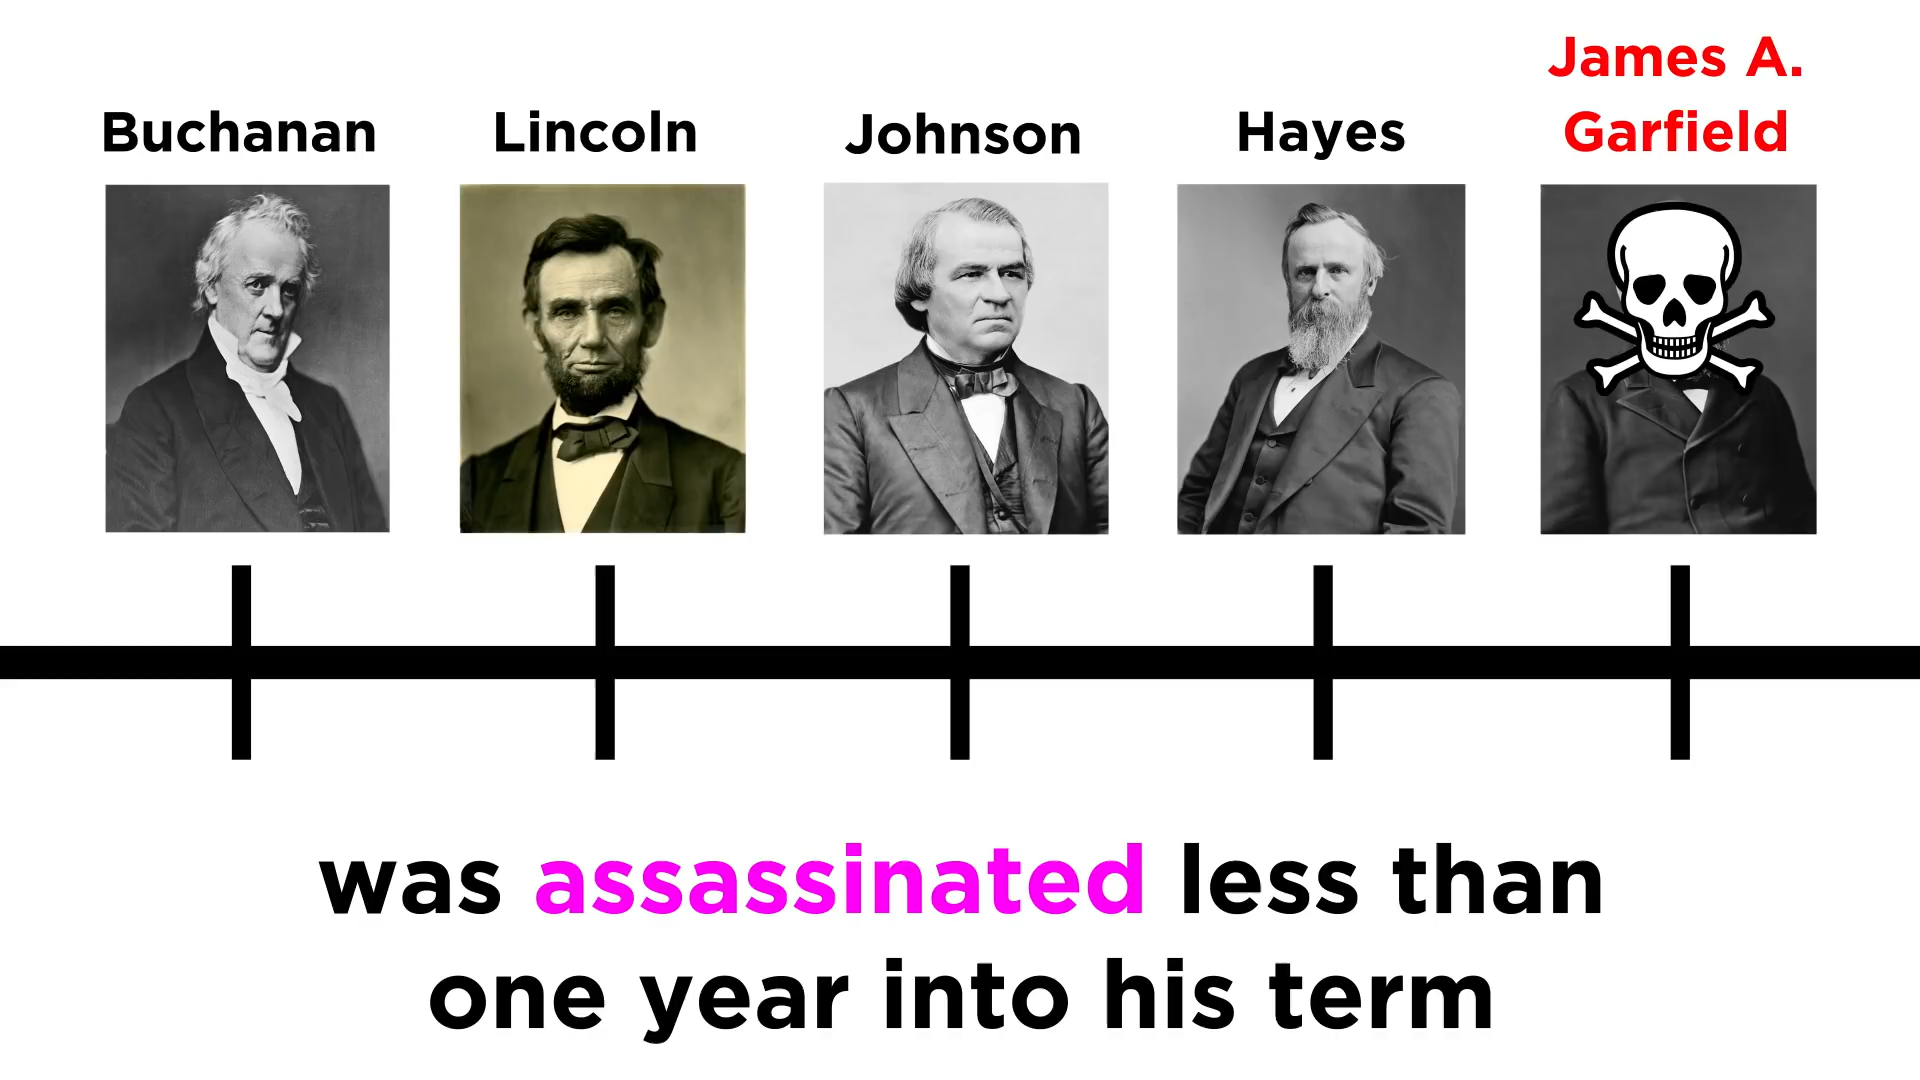 James A.
Garfield
Buchanan
Lincoln
Johnson
Hayes
was assassinated less than
one year into his term